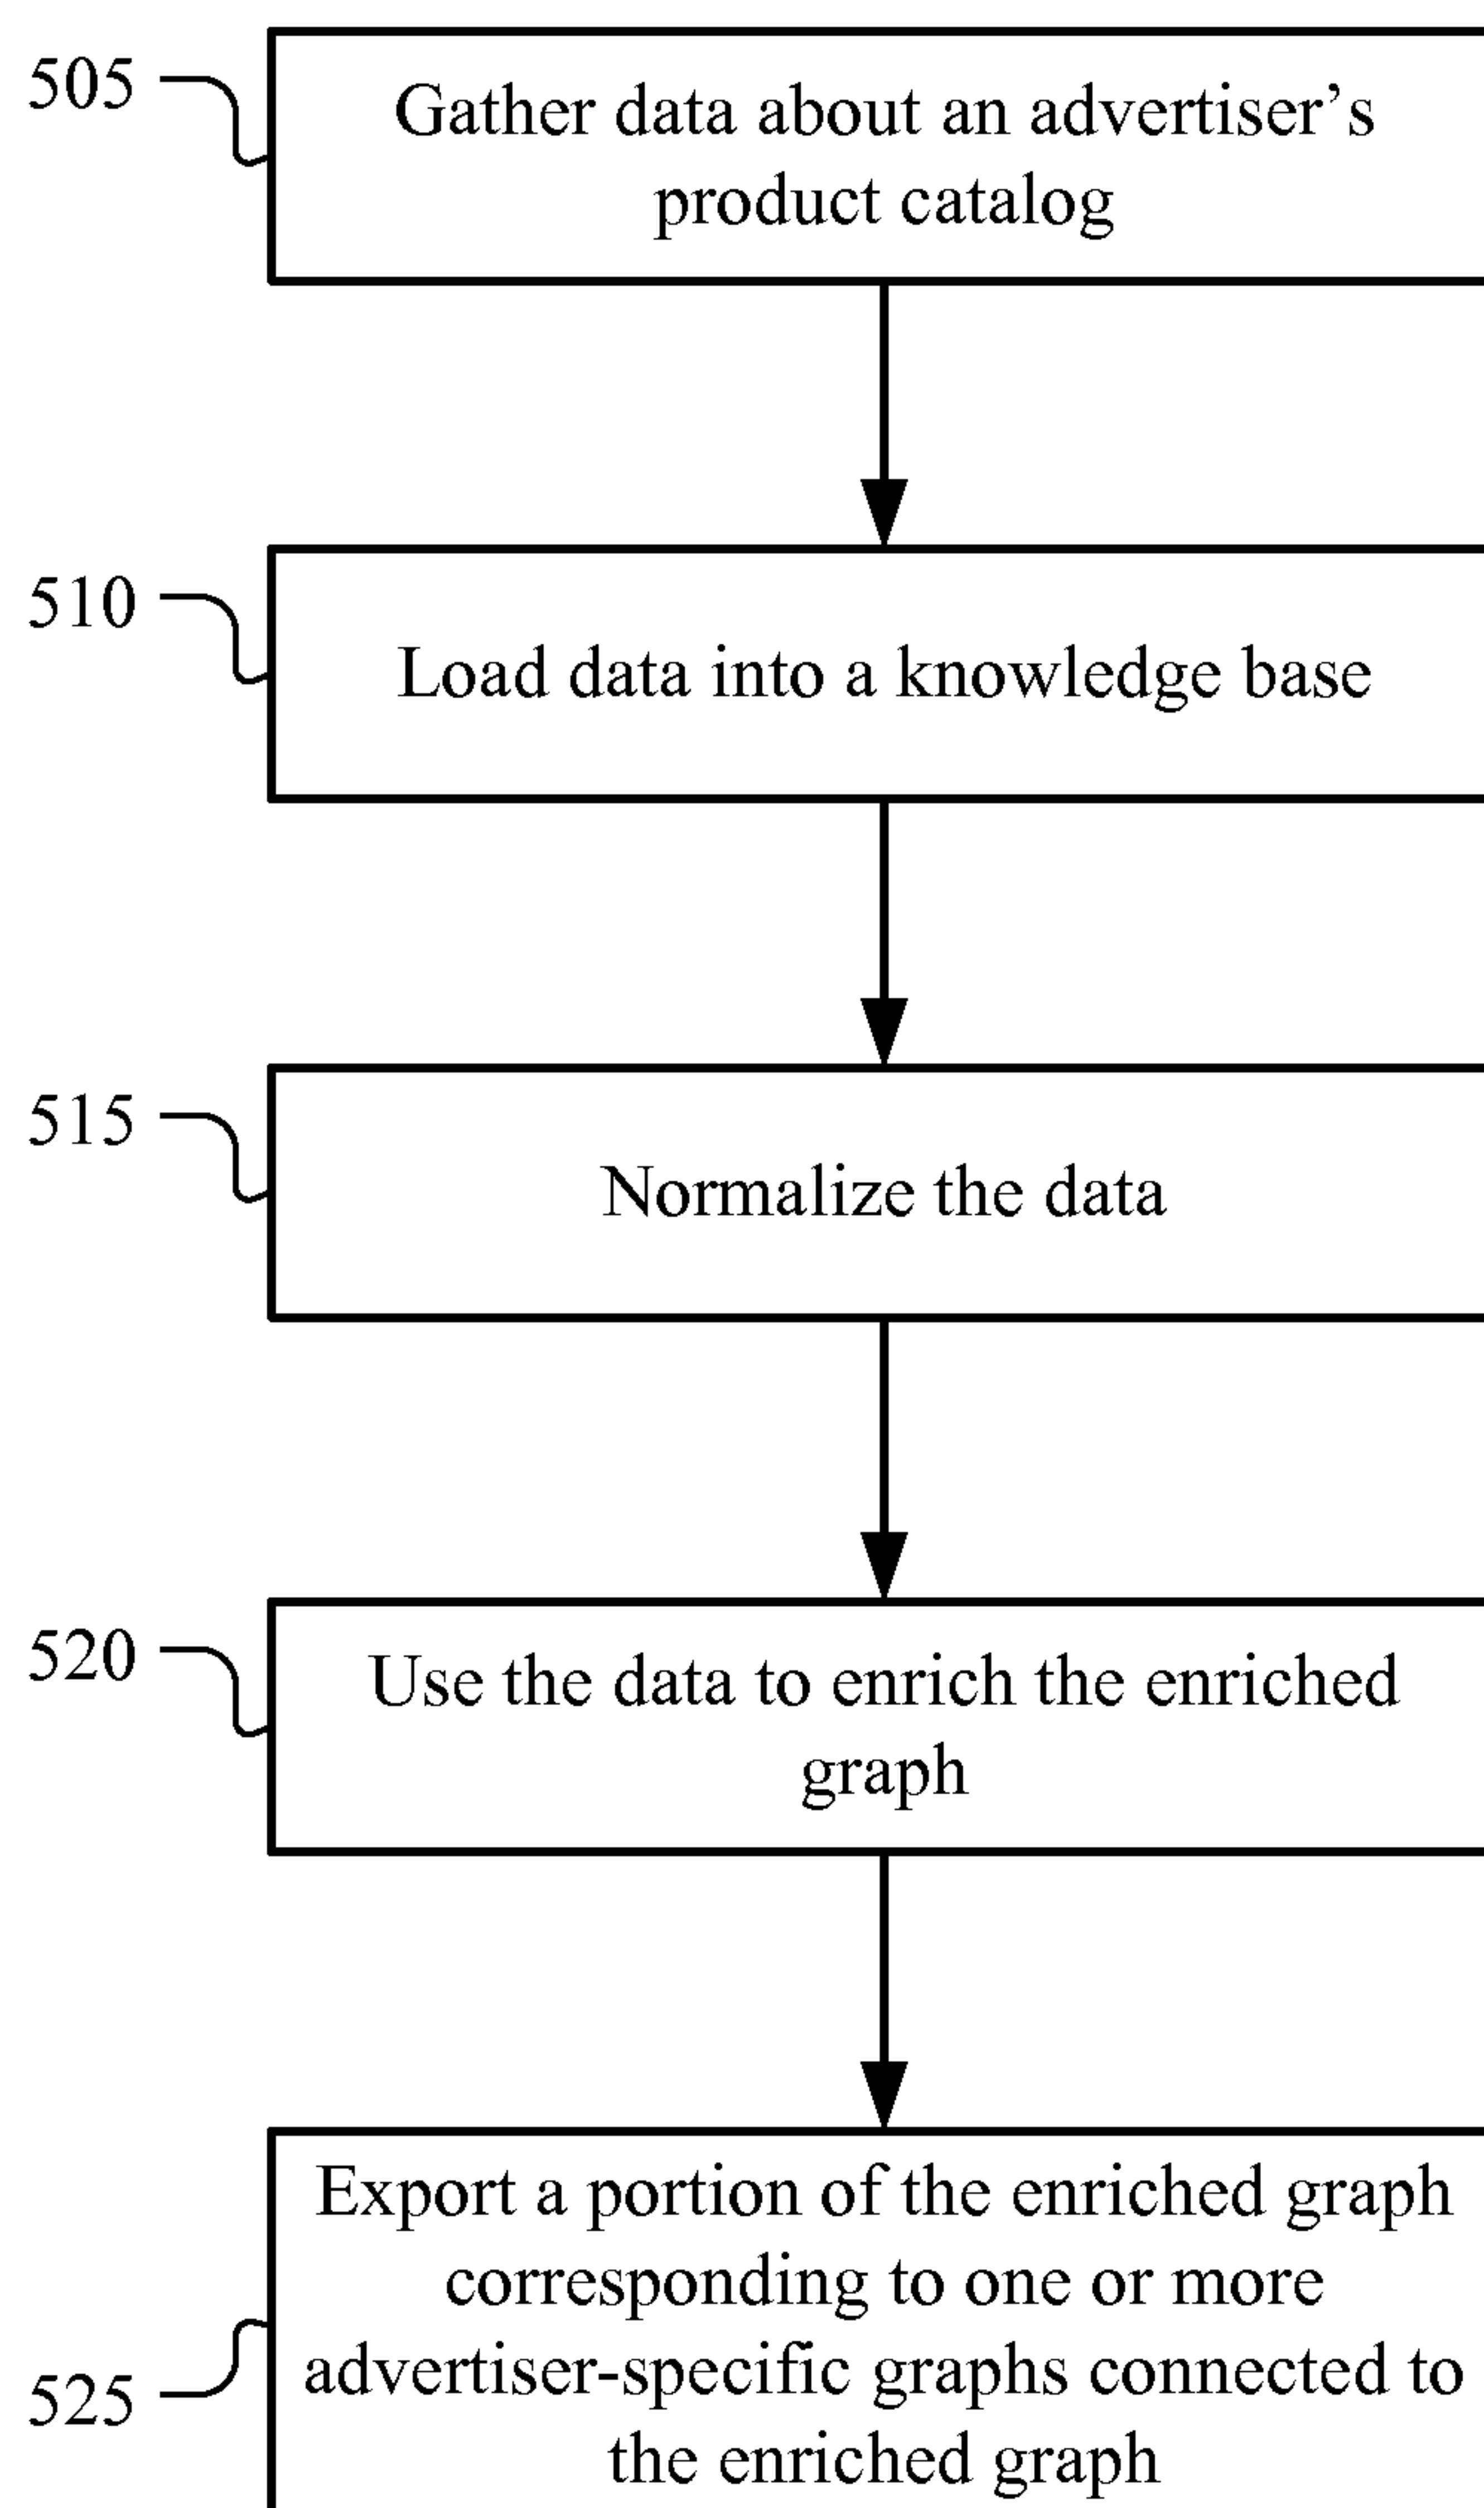 505
Gather data about an advertiser’s
product catalog
510
Load data into a knowledge base
515
Normalize the data
520
Use the data to enrich the enriched
graph
Export a portion of the enriched graph
corresponding to one or more
advertiser-specific graphs connected to
525
the enriched graph